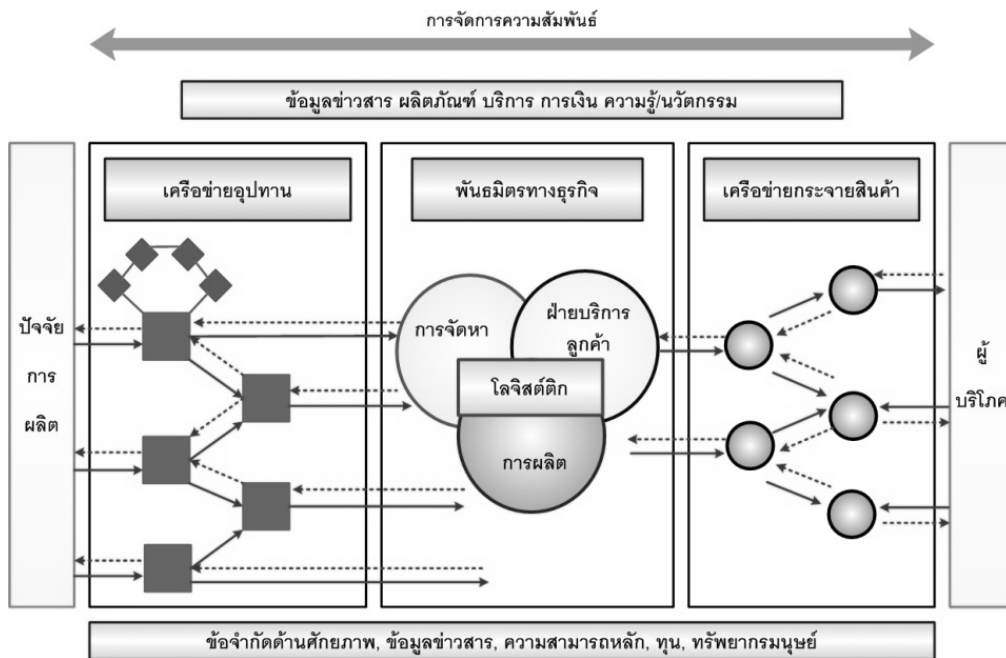 การจัดการความสัมพันธ์
ข้อมูลข่าวสาร ผลิตภัณฑ์ บริการ การเงิน ความรู้/นวัตกรรม
เครือข่ายอุปทาน
พันธมิตรทางธุรกิจ
เครือข่ายกระจายสินค้า
ปัจจัย
การ
ผลิต
การจัดหา
ฝ่ายบริการ
ลูกค้า
โลจิสต์ติก
การผลิต
ผู้
บริโภค
ข้อจำกัดด้านศักยภาพ, ข้อมูลข่าวสาร, ความสามารถหลัก, ทุน, ทรัพยากรมนุษย์